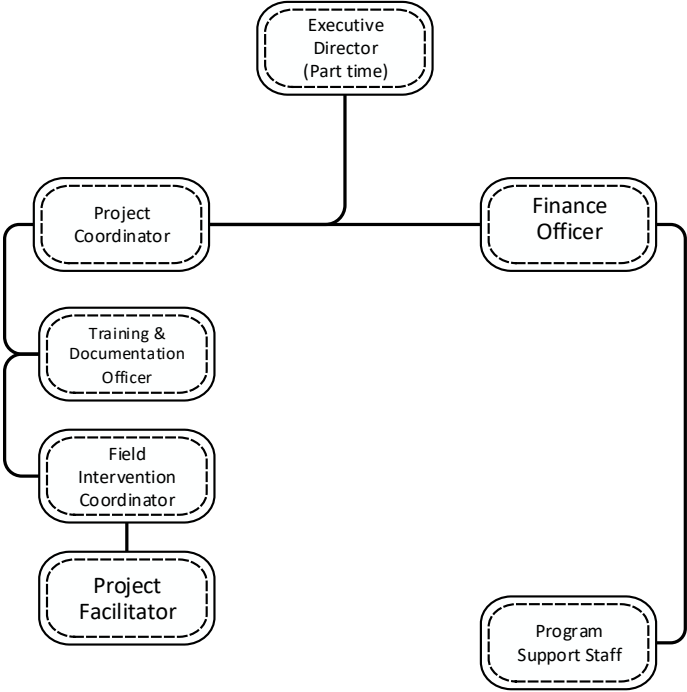 Executive
Director
(Part time)
Project
Coordinator
Finance
Officer
Training &
Documentation
Officer
Field
Intervention
Coordinator
Project
Facilitator
Program
Support Staff